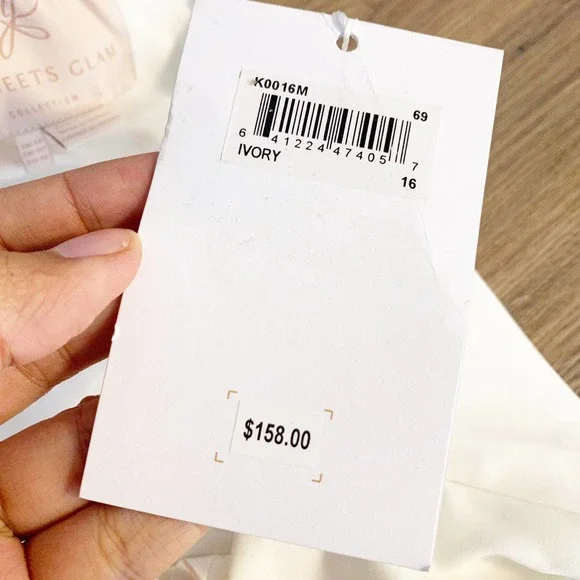 EETS GLAM
COLLECTION
K0016M
69
6 41224 47405 7
IVORY
16
$158.00